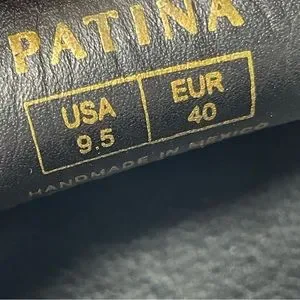 PATINA
USA EUR
9.5 40
HANDMADE IN MEXICO